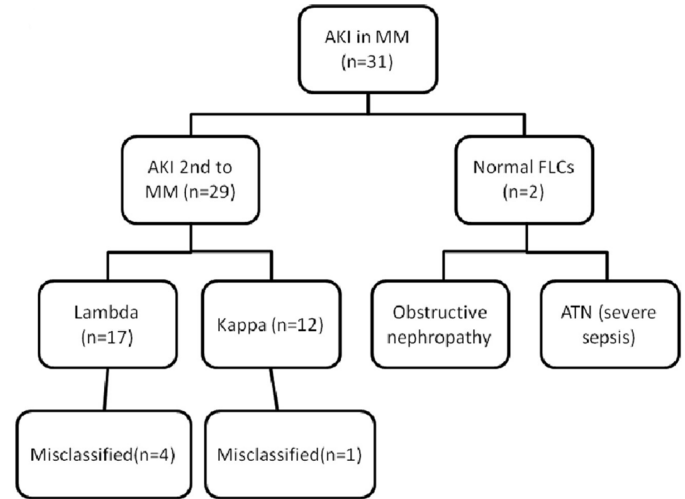 AKI in MM
(n=31)
AKI 2nd to
MM (n=29)
Normal FLCs
(n=2)
Lambda
(n=17)
Kappa (n=12)
Obstructive
nephropathy
ATN (severe
sepsis)
Misclassified(n=4)
Misclassified(n=1)